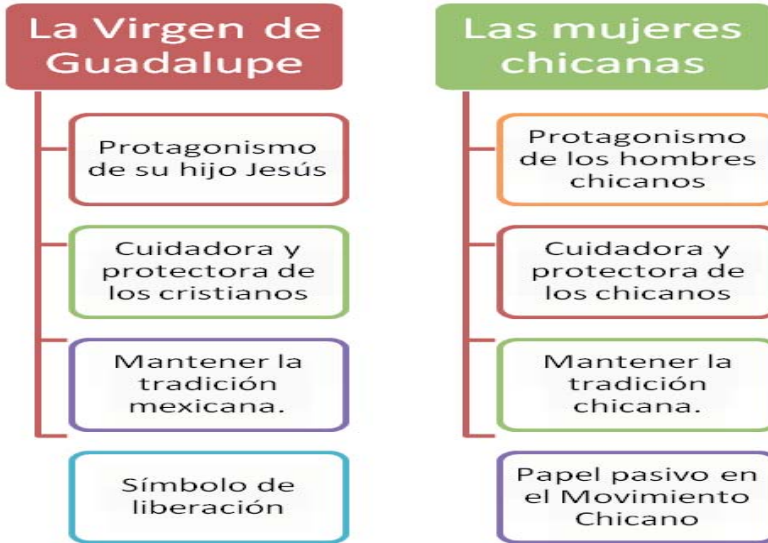 La Virgen de
Guadalupe
Protagonismo
de su hijo Jesús
Cuidadora y
protectora de
los cristianos
Mantener la
tradición
mexicana.
Símbolo de
liberación
Las mujeres
chicanas
Protagonismo
de los hombres
chicanos
Cuidadora y
protectora de
los chicanos
Mantener la
tradición
chicana.
Papel pasivo en
el Movimiento
Chicano